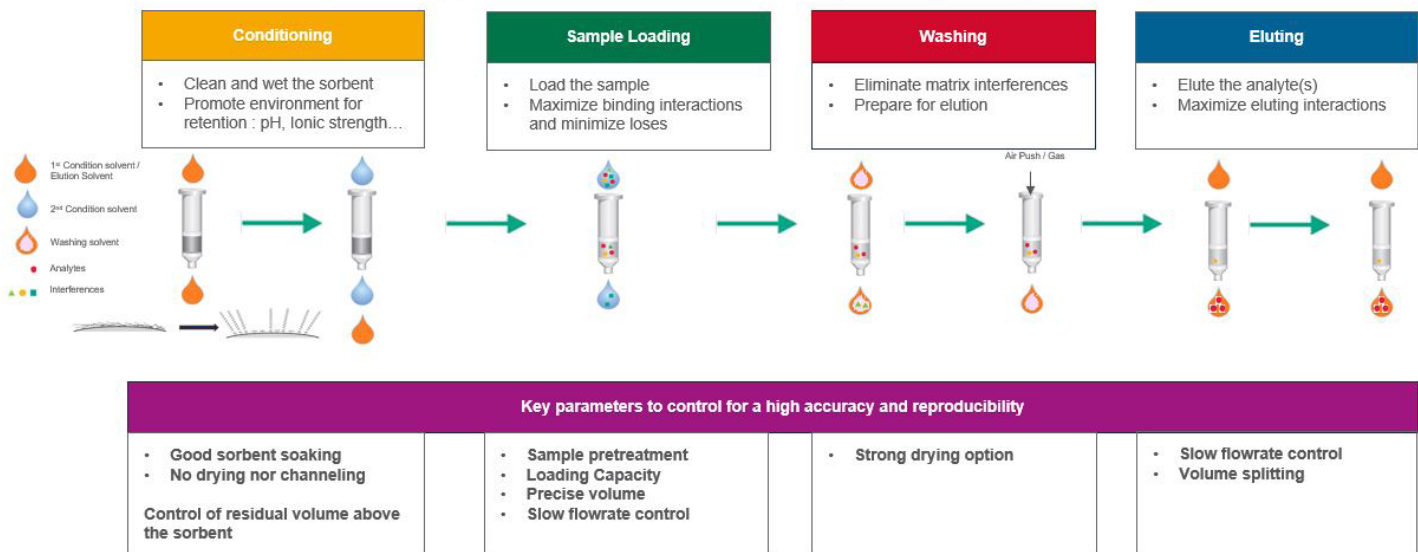 Conditioning
• Clean and wet the sorbent
• Promote environment for
retention : pH, Ionic strength…
Sample Loading
• Load the sample
• Maximize binding interactions
and minimize loses
Washing
• Eliminate matrix interferences
• Prepare for elution
Eluting
• Elute the analyte(s)
• Maximize eluting interactions
1st Condition solvent /
Elution Solvent
2nd Condition solvent
Washing solvent
Analytes
Interferences
Air Push / Gas
Key parameters to control for a high accuracy and reproducibility
• Good sorbent soaking
• No drying nor channeling
Control of residual volume above
the sorbent
• Sample pretreatment
• Loading Capacity
• Precise volume
• Slow flowrate control
• Strong drying option
• Slow flowrate control
• Volume splitting